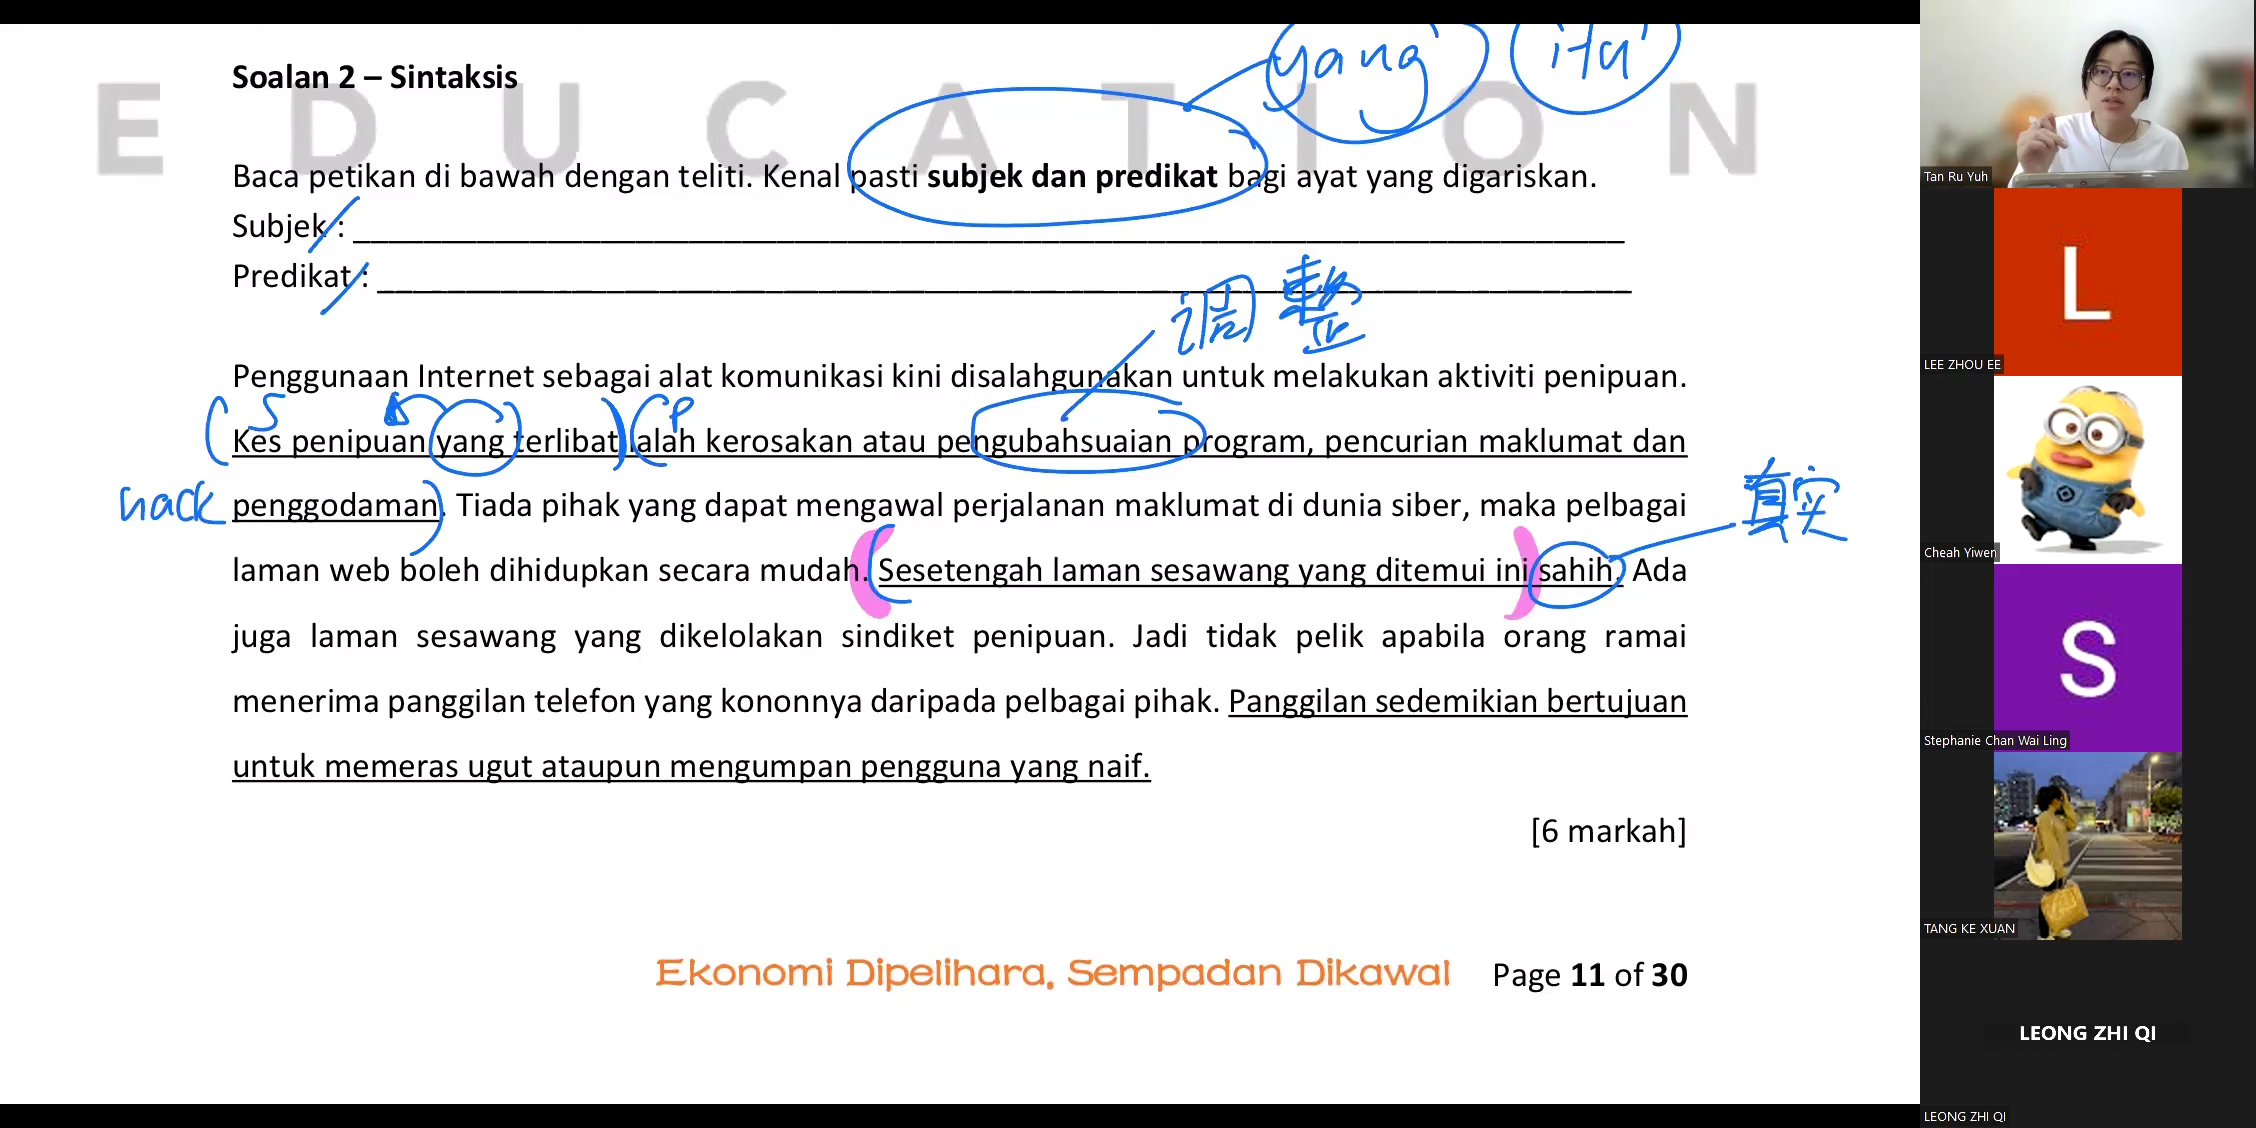 yang
itu
Soalan 2 – Sintaksis
E D U C A T I O N
Baca petikan di bawah dengan teliti. Kenal pasti subjek dan predikat bagi ayat yang digariskan.
Subjek :
Predikat :
调整
Penggunaan Internet sebagai alat komunikasi kini disalahgunakan untuk melakukan aktiviti penipuan.
S
P
Kes penipuan yang terlibat ialah kerosakan atau pengubahsuaian program, pencurian maklumat dan
hack
penggodaman. Tiada pihak yang dapat mengawal perjalanan maklumat di dunia siber, maka pelbagai
真实
laman web boleh dihidupkan secara mudah. Sesetengah laman sesawang yang ditemui ini sahih. Ada
juga laman sesawang yang dikelolakan sindiket penipuan. Jadi tidak pelik apabila orang ramai
menerima panggilan telefon yang kononnya daripada pelbagai pihak. Panggilan sedemikian bertujuan
untuk memeras ugut ataupun mengumpan pengguna yang naif.
[6 markah]
Ekonomi Dipelihara, Sempadan Dikawal Page 11 of 30
Tan Ru Yuh
L
LEE ZHOU EE
Cheah Yiwen
S
Stephanie Chan Wai Ling
TANG KE XUAN
LEONG ZHI QI
LEONG ZHI QI